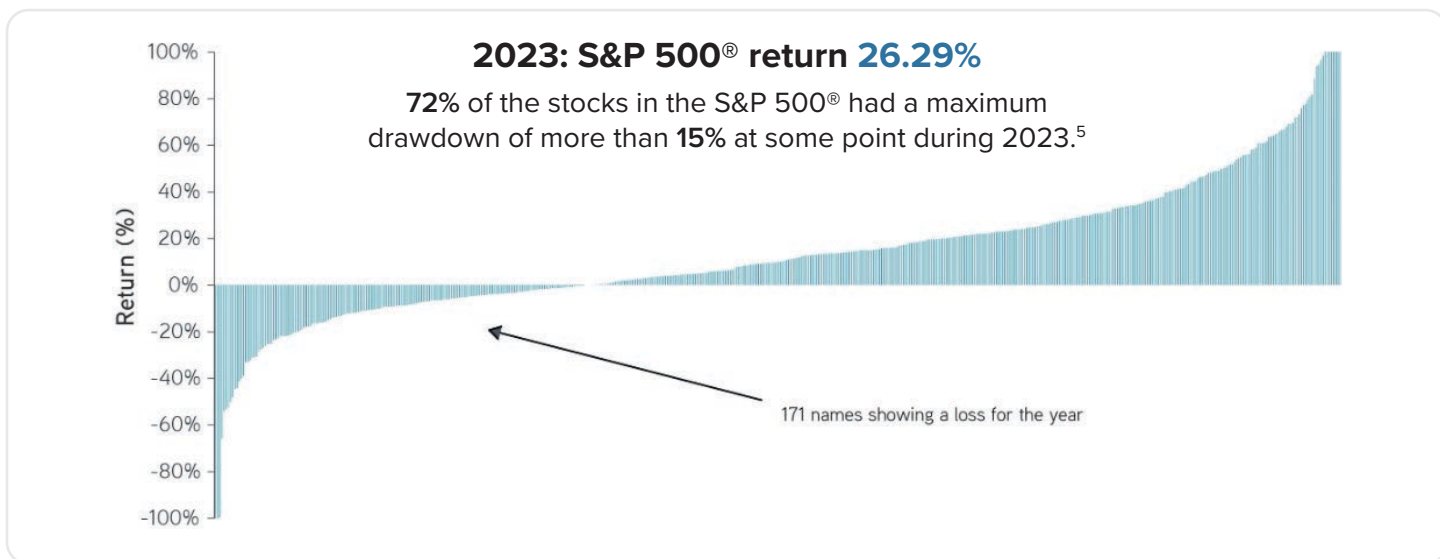 2023: S&P 500® return 26.29%
72% of the stocks in the S&P 500® had a maximum
drawdown of more than 15% at some point during 2023.5
Return (%)
100%
80%
60%
40%
20%
0%
-20%
-40%
-60%
-80%
-100%
171 names showing a loss for the year